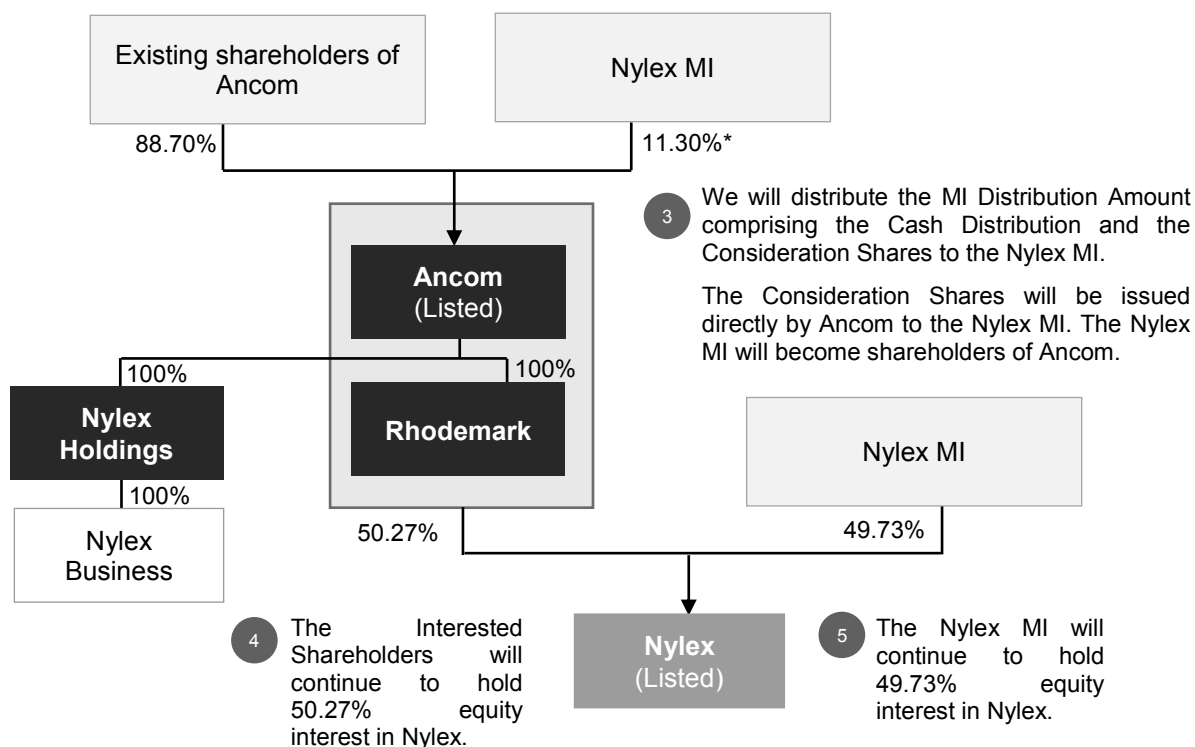 Existing shareholders of
Ancom
Nylex MI
88.70%
11.30%*
3
We will distribute the MI Distribution Amount
comprising the Cash Distribution and the
Consideration Shares to the Nylex MI.
The Consideration Shares will be issued
directly by Ancom to the Nylex MI. The Nylex
MI will become shareholders of Ancom.
Ancom
(Listed)
100%
100%
Nylex
Holdings
Rhodemark
Nylex MI
100%
Nylex
Business
50.27%
49.73%
4
The Interested
Shareholders will
continue to hold
50.27% equity
interest in Nylex.
Nylex
(Listed)
5
The Nylex MI will
continue to hold
49.73% equity
interest in Nylex.